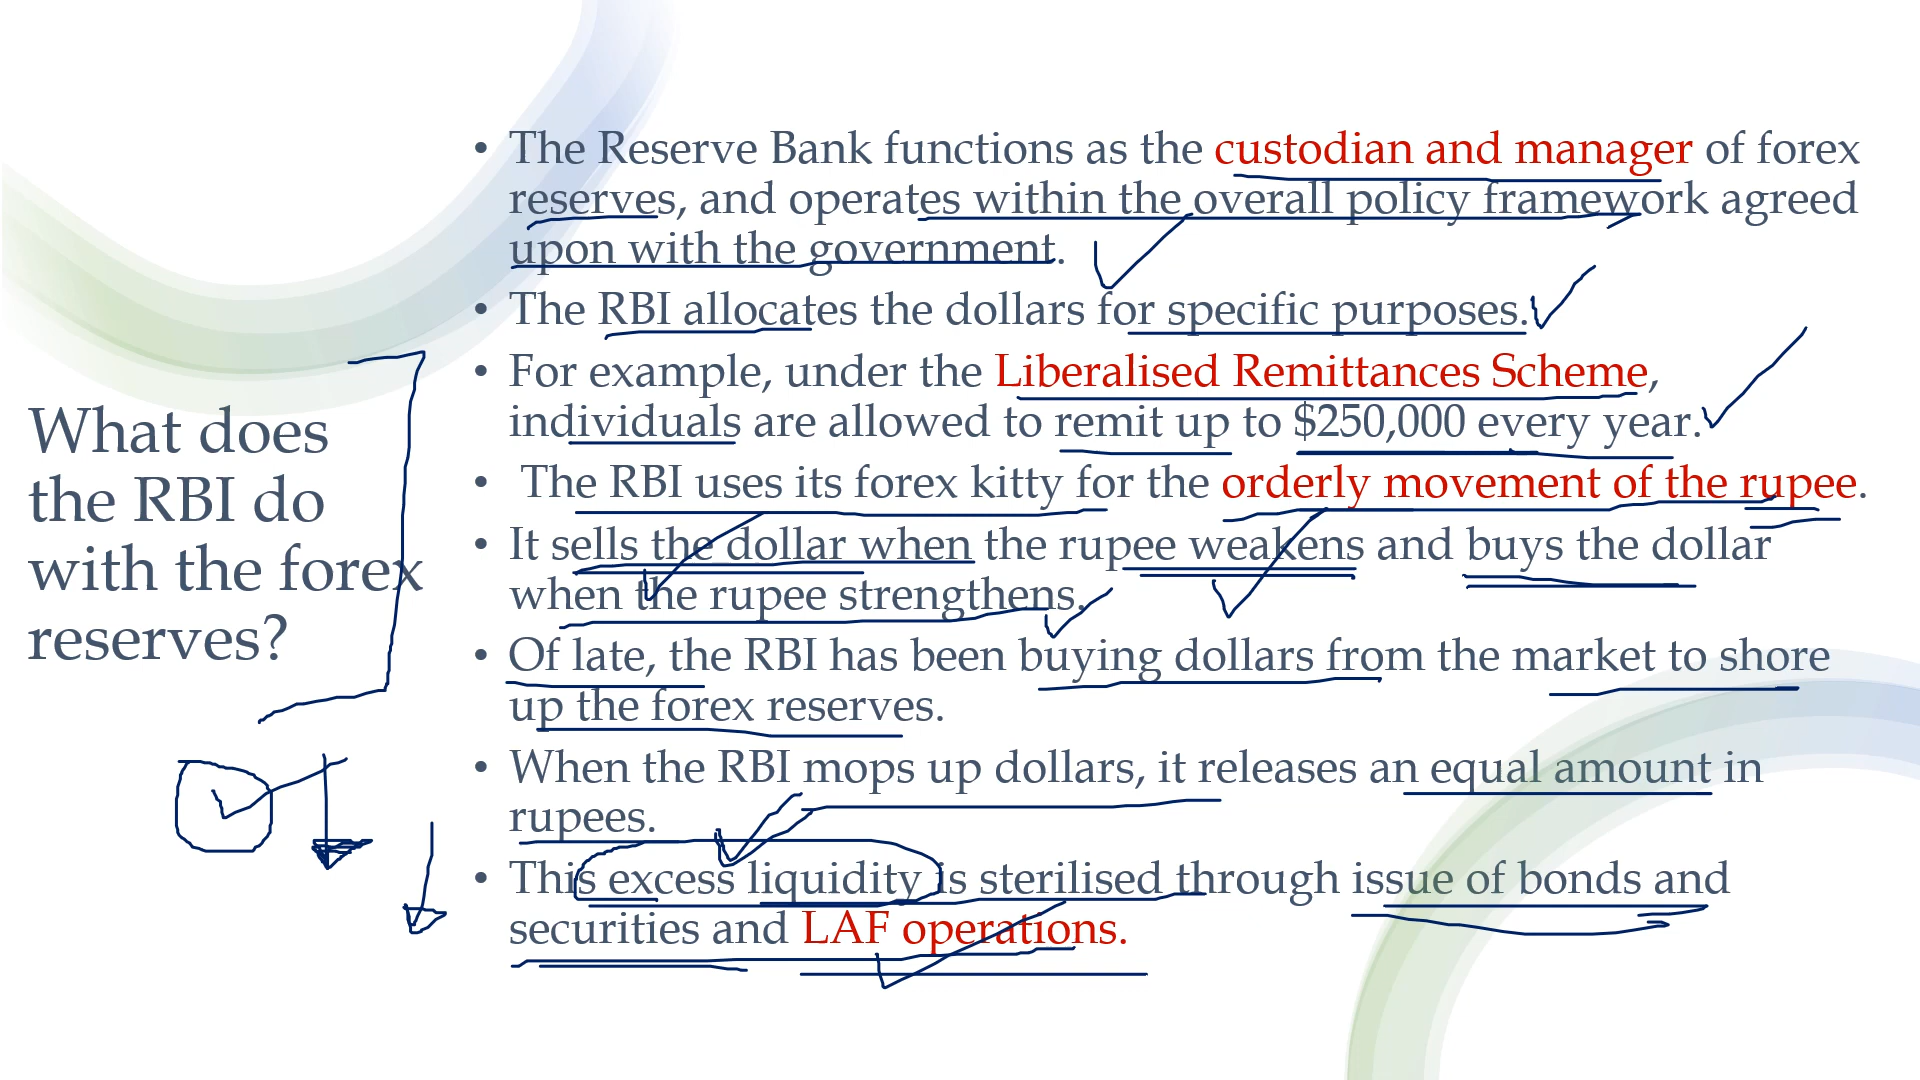 What does
the RBI do
with the forex
reserves?
• The Reserve Bank functions as the custodian and manager of forex
reserves, and operates within the overall policy framework agreed
upon with the government.
• The RBI allocates the dollars for specific purposes.
• For example, under the Liberalised Remittances Scheme,
individuals are allowed to remit up to $250,000 every year.
• The RBI uses its forex kitty for the orderly movement of the rupee.
• It sells the dollar when the rupee weakens and buys the dollar
when the rupee strengthens.
• Of late, the RBI has been buying dollars from the market to shore
up the forex reserves.
• When the RBI mops up dollars, it releases an equal amount in
rupees.
• This excess liquidity is sterilised through issue of bonds and
securities and LAF operations.